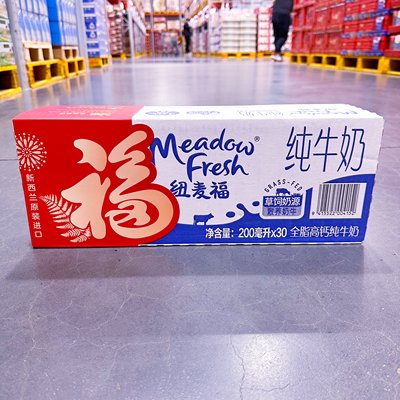 新西兰原装进口
福
Meadow
Fresh®
纽麦福
纯牛奶
GRASS-FED
草饲奶源
净含量：200毫升x30 全脂高钙纯牛奶